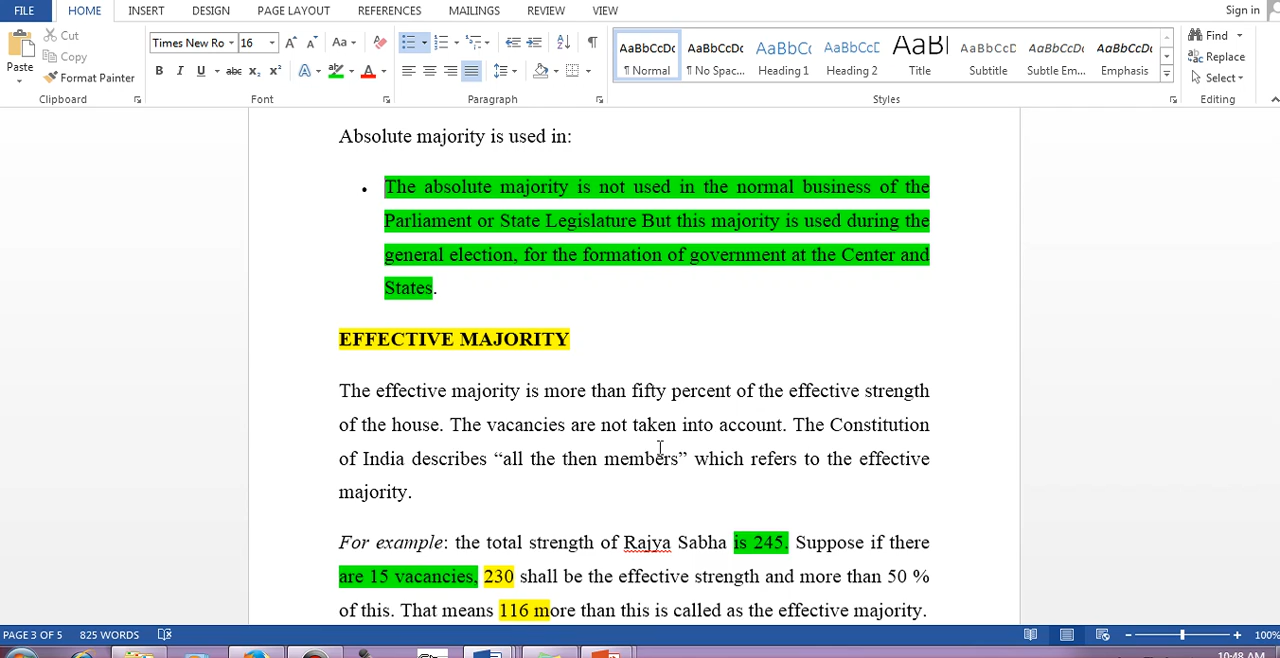 FILE HOME INSERT DESIGN PAGE LAYOUT REFERENCES MAILINGS REVIEW VIEW Sign in
Cut
Copy
Paste
Format Painter
Times New Ro 16 Aa
B I U abc X₂ X² A A
AaBbCcDc AaBbCcDc AaBbC AaBbCcD AaBl AaBbCcD AaBbCcDc AaBbCcDc
¶ Normal ¶ No Spac... Heading 1 Heading 2 Title Subtitle Subtle Em... Emphasis
Find
Replace
Select
Clipboard Font Paragraph Styles Editing
Absolute majority is used in:
• The absolute majority is not used in the normal business of the
Parliament or State Legislature But this majority is used during the
general election, for the formation of government at the Center and
States.
EFFECTIVE MAJORITY
The effective majority is more than fifty percent of the effective strength
of the house. The vacancies are not taken into account. The Constitution
of India describes “all the then members” which refers to the effective
majority.
For example: the total strength of Rajya Sabha is 245. Suppose if there
are 15 vacancies, 230 shall be the effective strength and more than 50 %
of this. That means 116 more than this is called as the effective majority.
PAGE 3 OF 5 825 WORDS 100%
10:48 AM